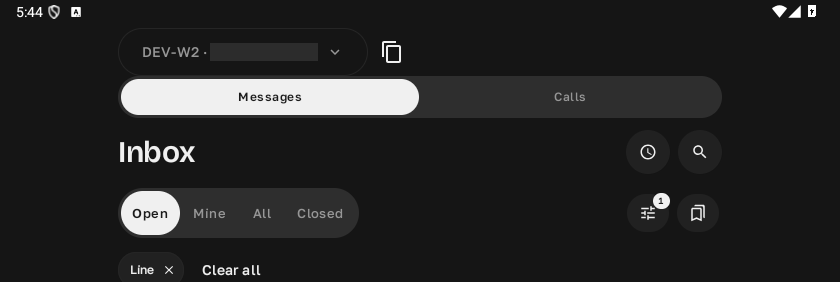 5:44 A
DEV-W2 ·
Messages Calls
Inbox
Open Mine All Closed 1
Line Clear all